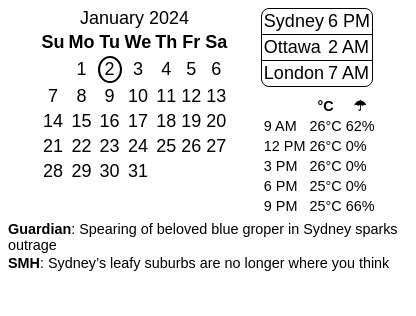 January 2024
Su Mo Tu We Th Fr Sa
1 2 3 4 5 6
7 8 9 10 11 12 13
14 15 16 17 18 19 20
21 22 23 24 25 26 27
28 29 30 31
Sydney 6 PM
Ottawa 2 AM
London 7 AM
°C ☂
9 AM 26°C 62%
12 PM 26°C 0%
3 PM 26°C 0%
6 PM 25°C 0%
9 PM 25°C 66%
Guardian: Spearing of beloved blue groper in Sydney sparks
outrage
SMH: Sydney's leafy suburbs are no longer where you think